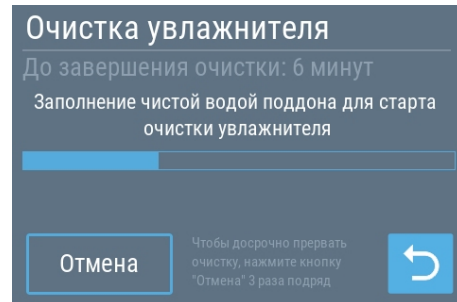 Очистка увлажнителя
До завершения очистки: 6 минут
Заполнение чистой водой поддона для старта
очистки увлажнителя
Отмена
Чтобы досрочно прервать
очистку, нажмите кнопку
"Отмена" 3 раза подряд